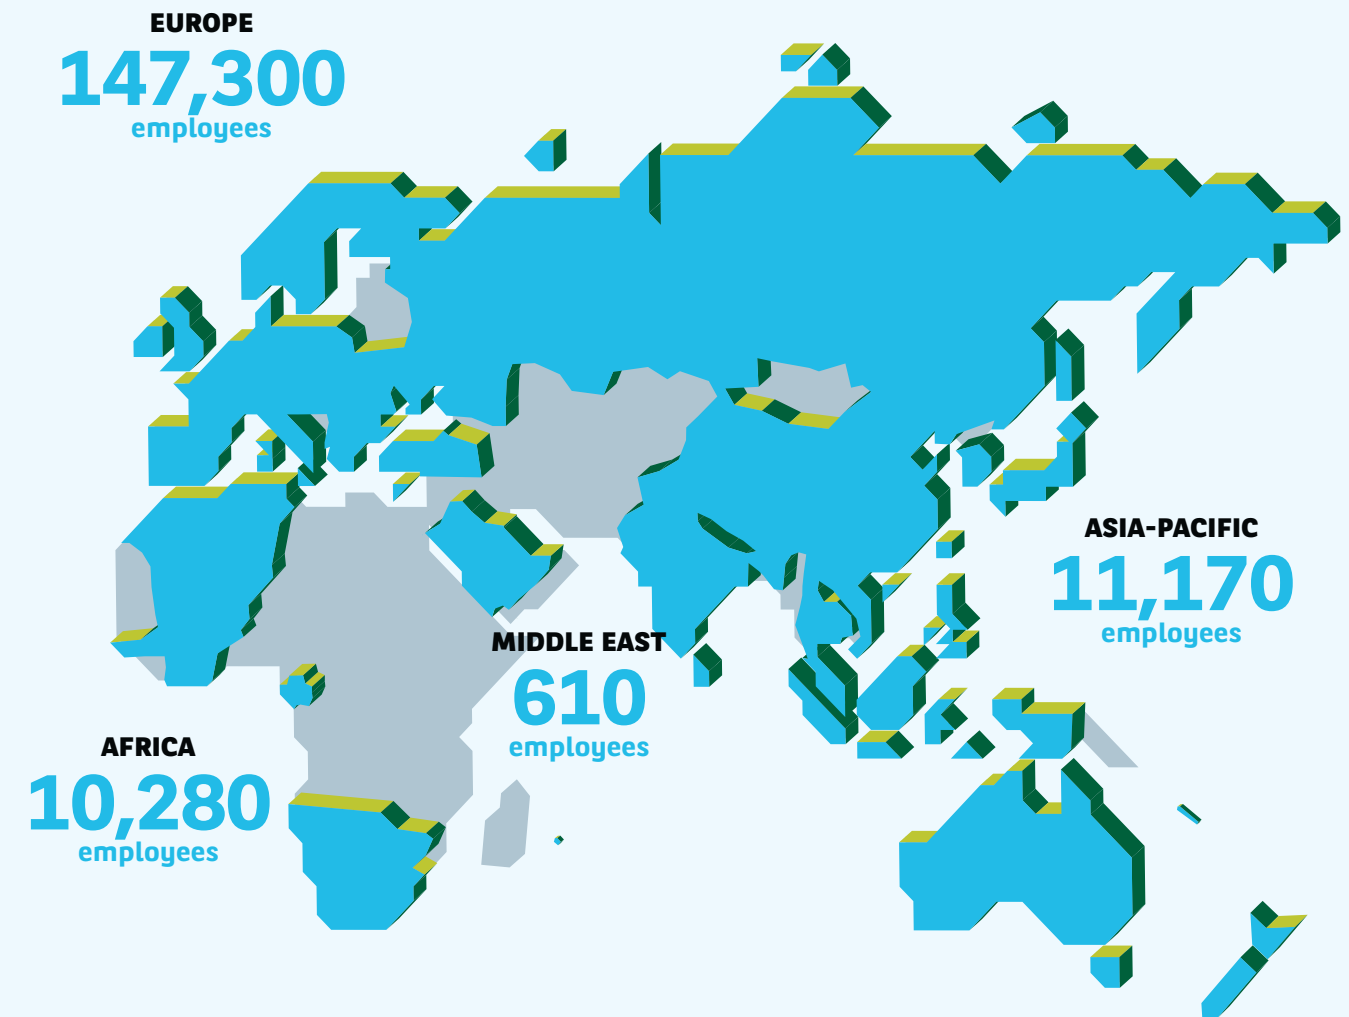 EUROPE
147,300
employees
ASIA-PACIFIC
11,170
employees
MIDDLE EAST
610
employees
AFRICA
10,280
employees